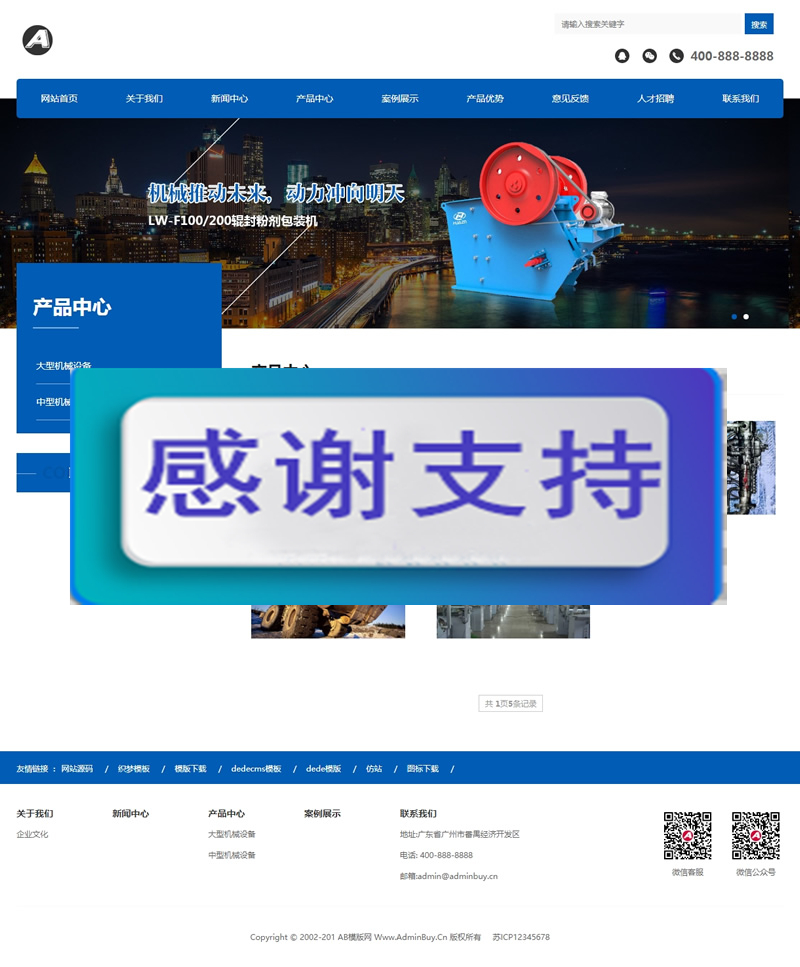 请输入搜索关键字
搜索
400-888-8888
网站首页 关于我们 新闻中心 产品中心 案例展示 产品优势 意见反馈 人才招聘 联系我们
机械推动未来，动力冲向明天
LW-F100/200辊封粉剂包装机
产品中心
大型机械设备
产品中心
中型机械
感谢支持
共 1页5条记录
友情链接 ： 网站源码 / 织梦模板 / 模版下载 / dedecms模板 / dede模版 / 仿站 / 图标下载 /
关于我们 新闻中心 产品中心 案例展示 联系我们
企业文化 大型机械设备 地址:广东省广州市番禺经济开发区
中型机械设备 电话: 400-888-8888
微信客服 微信公众号
邮箱:admin@adminbuy.cn
Copyright © 2002-201 AB模版网 Www.AdminBuy.Cn 版权所有 苏ICP12345678